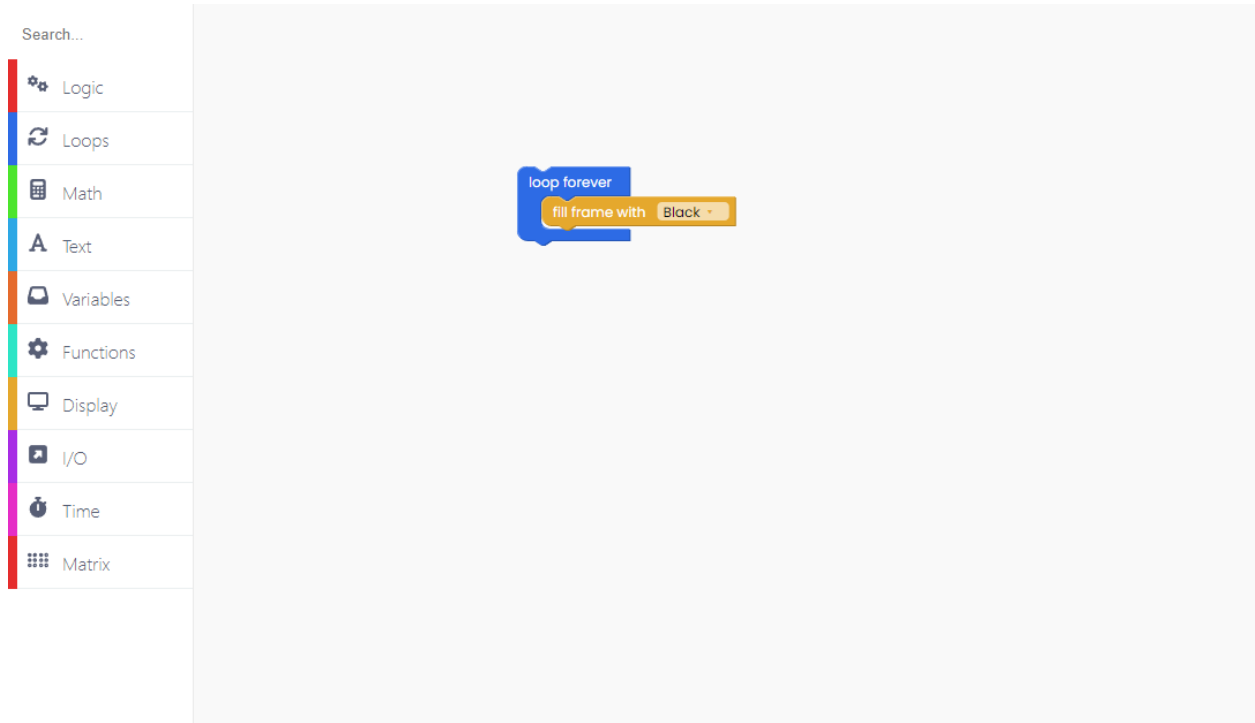 Search...
Logic
Loops
Math
Text
Variables
Functions
Display
I/O
Time
Matrix
loop forever
fill frame with Black